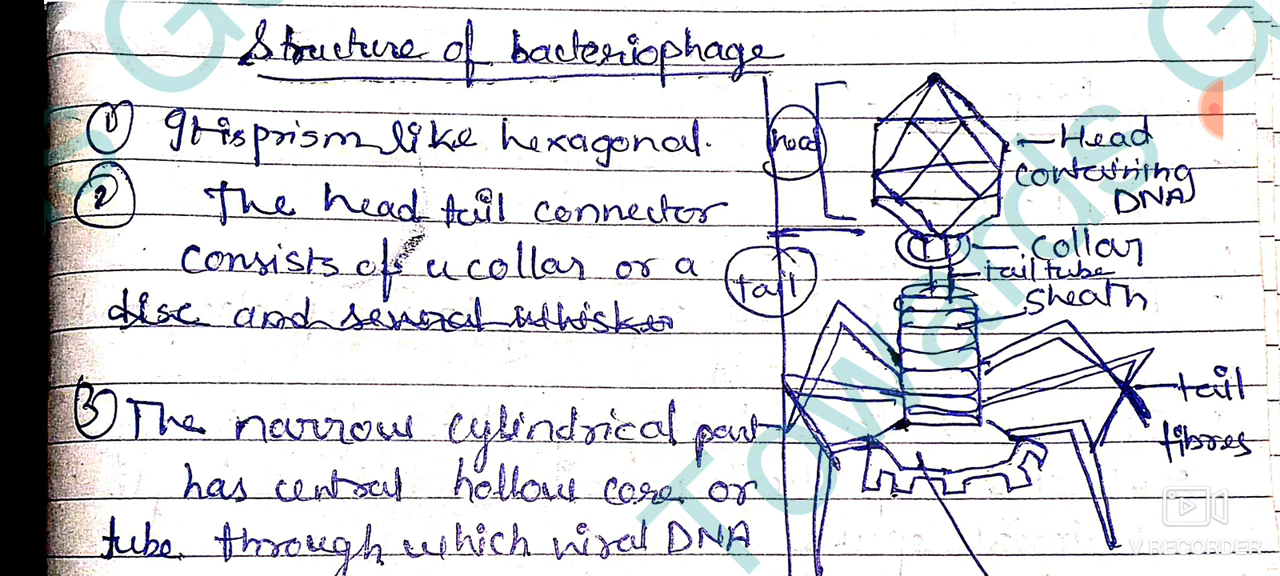 Structure of bacteriophage
① It is prism like hexagonal.
② The head tail connector
consists of a collar or a
disc and several whisker
③ The narrow cylindrical part
has central hollow core or
tube through which viral DNA
head
tail
Head
containing
DNA
collar
tail tube
Sheath
tail
fibres
Towards
G
V RECORDER